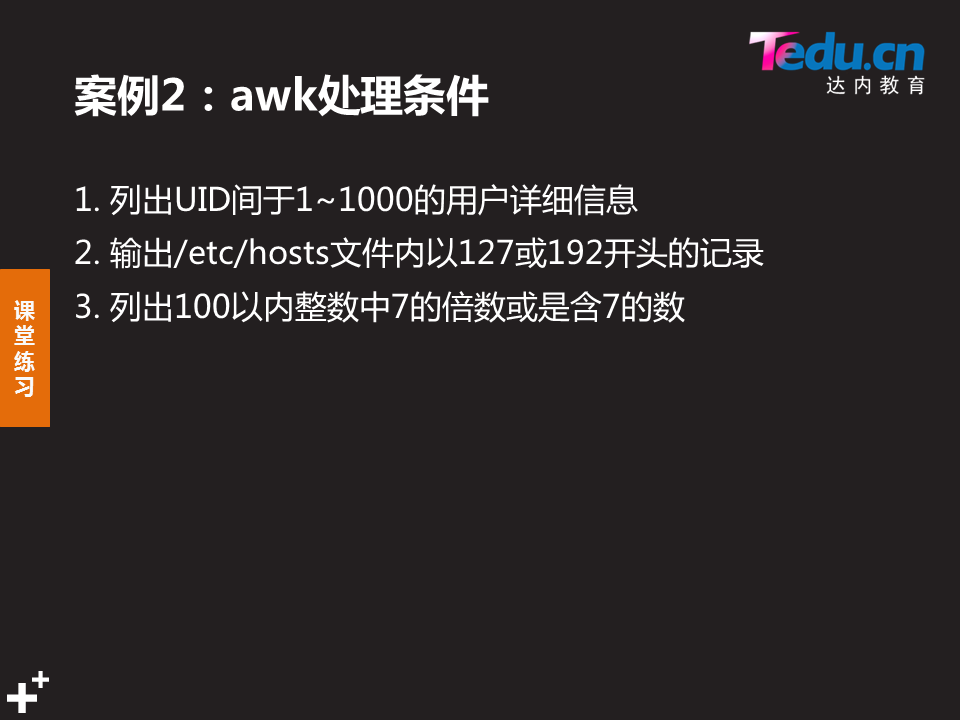 Tedu.cn
达内教育
案例2：awk处理条件
1. 列出UID间于1~1000的用户详细信息
2. 输出/etc/hosts文件内以127或192开头的记录
3. 列出100以内整数中7的倍数或是含7的数
课堂练习